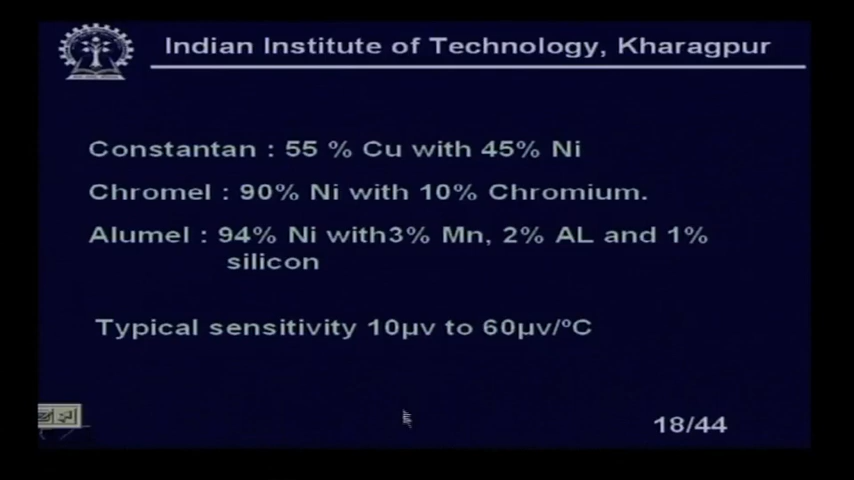 Indian Institute of Technology, Kharagpur
Constantan : 55 % Cu with 45% Ni
Chromel : 90% Ni with 10% Chromium.
Alumel : 94% Ni with3% Mn, 2% AL and 1%
silicon
Typical sensitivity 10µv to 60µv/ºC
18/44